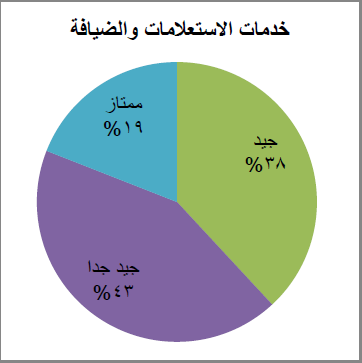 خدمات الاستعلامات والضيافة
ممتاز
%١٩
جيد
%٣٨
جيد جدا
%٤٣